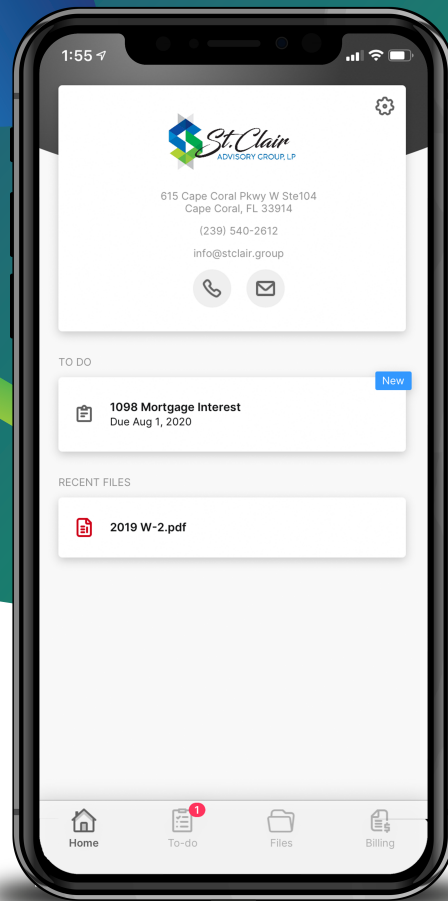 1:55
St.Clair
ADVISORY GROUP, LP
615 Cape Coral Pkwy W Ste104
Cape Coral, FL 33914
(239) 540-2612
info@stclair.group
TO DO
New
1098 Mortgage Interest
Due Aug 1, 2020
RECENT FILES
2019 W-2.pdf
1
Home
To-do
Files
Billing